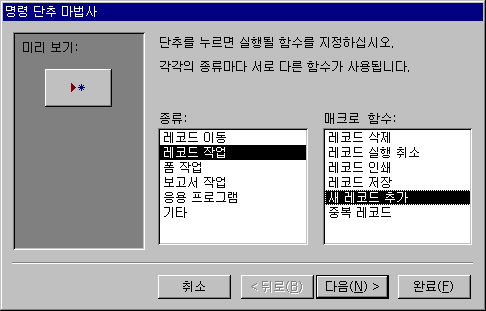 명령 단추 마법사
미리 보기:
단추를 누르면 실행될 함수를 지정하십시오.
각각의 종류마다 서로 다른 함수가 사용됩니다.
종류:
레코드 이동
레코드 작업
폼 작업
보고서 작업
응용 프로그램
기타
매크로 함수:
레코드 삭제
레코드 실행 취소
레코드 인쇄
레코드 저장
새 레코드 추가
중복 레코드
취소
< 뒤로(B)
다음(N) >
완료(F)